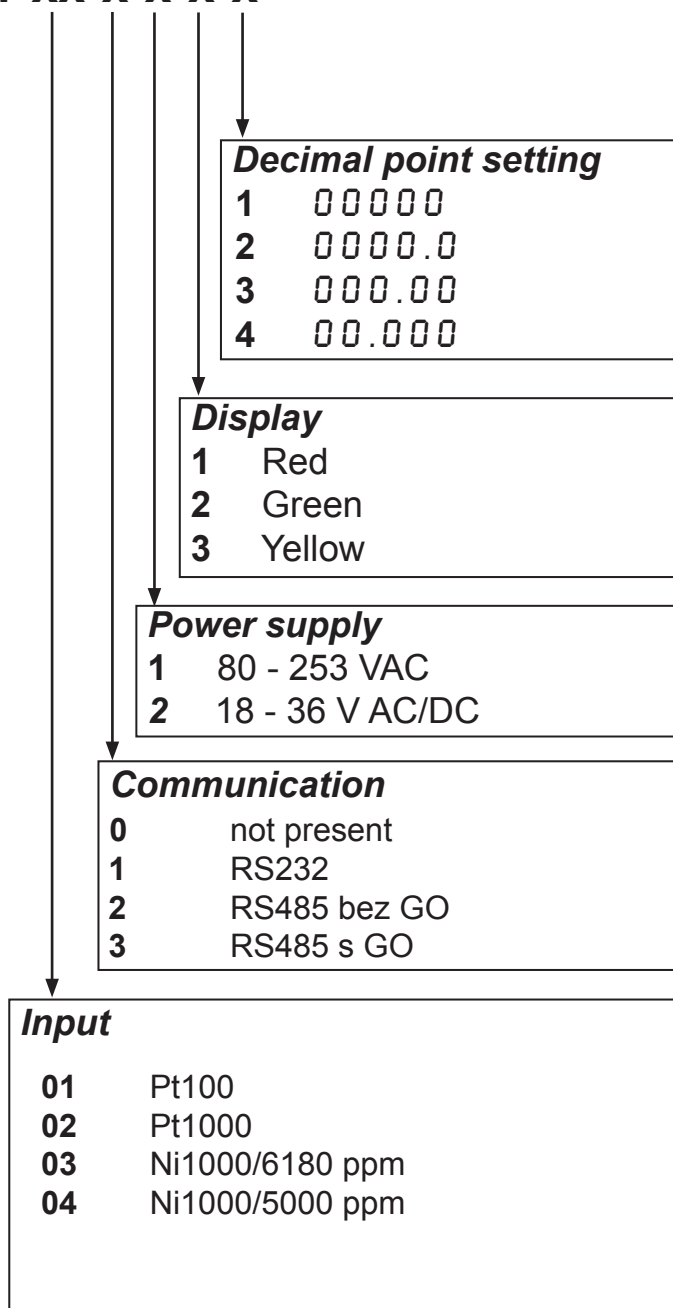 Decimal point setting
1 00000
2 0000.0
3 000.00
4 00.000
Display
1 Red
2 Green
3 Yellow
Power supply
1 80 - 253 VAC
2 18 - 36 V AC/DC
Communication
0 not present
1 RS232
2 RS485 bez GO
3 RS485 s GO
Input
01 Pt100
02 Pt1000
03 Ni1000/6180 ppm
04 Ni1000/5000 ppm